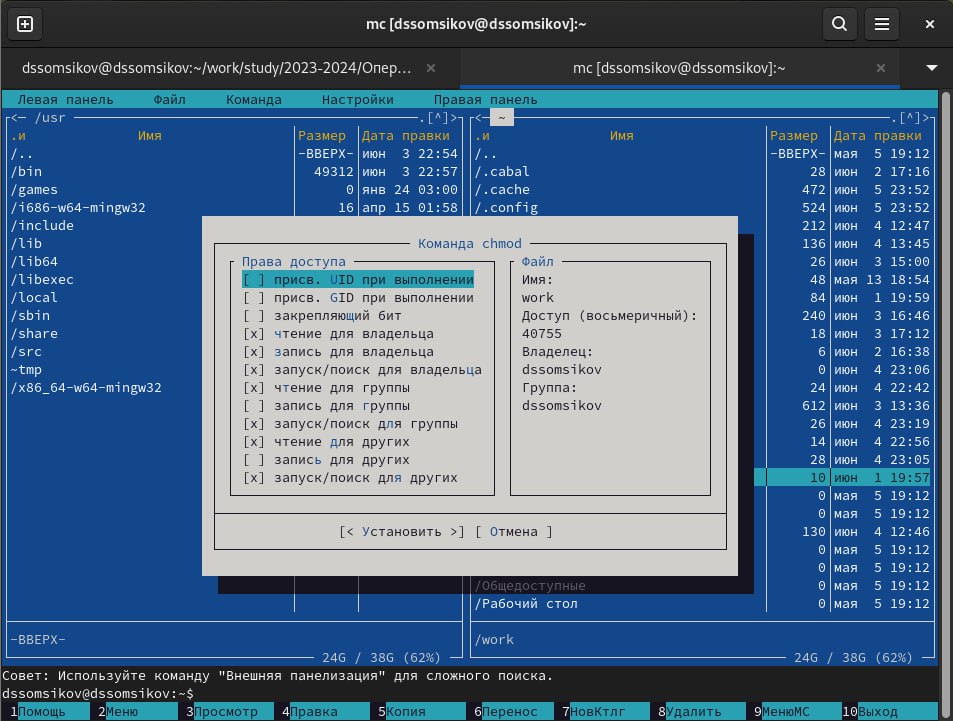 mc [dssomsikov@dssomsikov]:~
dssomsikov@dssomsikov:~/work/study/2023-2024/Опер... × mc [dssomsikov@dssomsikov]:~ ×
Левая панель Файл Команда Настройки Правая панель
<─ /usr .[^]> <─ ~ .[^]>
.и Имя Размер Дата правки .и Имя Размер Дата правки
/.. -ВВЕРХ- июн 3 22:54 /.. -ВВЕРХ- мая 5 19:12
/bin 49312 июн 3 22:57 /.cabal 28 июн 2 17:16
/games 0 янв 24 03:00 /.cache 472 июн 5 23:52
/i686-w64-mingw32 16 апр 15 01:58 /.config 524 июн 5 23:52
/include 212 июн 4 12:47
/lib Команда chmod 136 июн 4 13:45
/lib64 Права доступа Файл 26 июн 3 15:00
/libexec [ ] присв. UID при выполнении Имя: 48 мая 13 18:54
/local [ ] присв. GID при выполнении work 84 июн 1 19:59
/sbin [ ] закрепляющий бит Доступ (восьмеричный): 240 июн 3 16:46
/share [x] чтение для владельца 40755 18 июн 3 17:12
/src [x] запись для владельца Владелец: 6 июн 2 16:38
~tmp [x] запуск/поиск для владельца dssomsikov 0 июн 4 23:06
/x86_64-w64-mingw32 [x] чтение для группы Группа: 24 июн 4 22:42
[ ] запись для группы dssomsikov 612 июн 3 13:36
[x] запуск/поиск для группы 26 июн 4 23:19
[x] чтение для других 14 июн 4 22:56
[ ] запись для других 28 июн 4 23:05
[x] запуск/поиск для других 10 июн 1 19:57
0 мая 5 19:12
0 мая 5 19:12
[< Установить >] [ Отмена ] 130 июн 4 12:46
0 мая 5 19:12
0 мая 5 19:12
/Общедоступные 0 мая 5 19:12
/Рабочий стол 0 мая 5 19:12
-ВВЕРХ- /work
24G / 38G (62%) 24G / 38G (62%)
Совет: Используйте команду "Внешняя панелизация" для сложного поиска.
dssomsikov@dssomsikov:~$
1Помощь 2Меню 3Просмотр 4Правка 5Копия 6Перенос 7НовКтлг 8Удалить 9МенюMC 10Выход